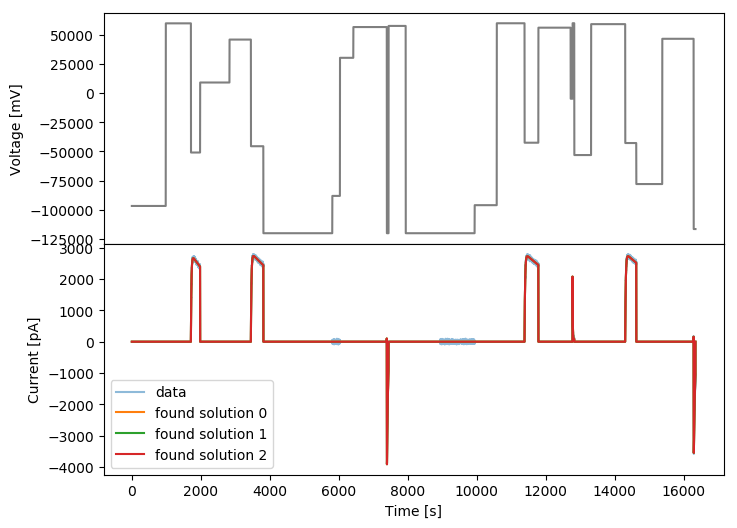 Voltage [mV]
50000
25000
0
−25000
−50000
−75000
−100000
−125000
Current [pA]
3000
2000
1000
0
−1000
−2000
−3000
−4000
data
found solution 0
found solution 1
found solution 2
0 2000 4000 6000 8000 10000 12000 14000 16000
Time [s]